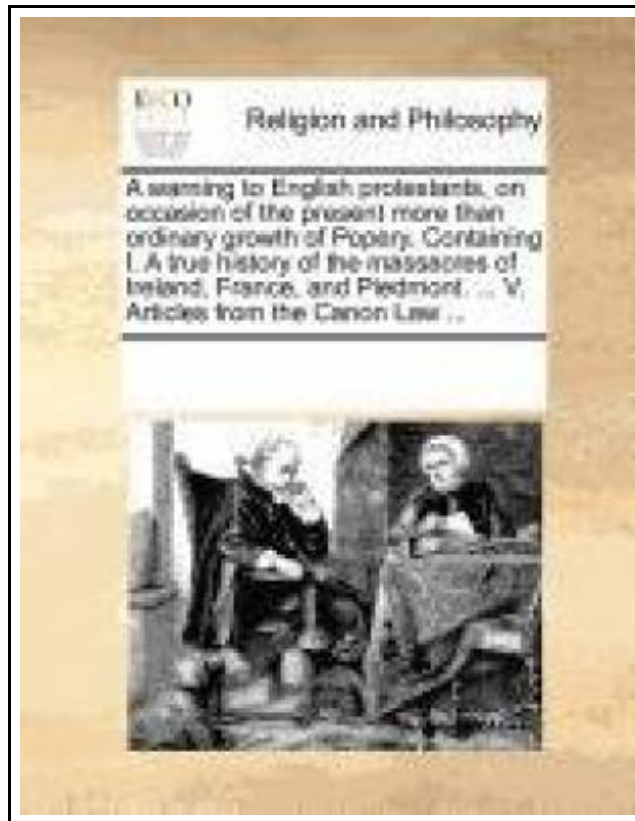 ECCO
Religion and Philosophy
A warning to English protestants, on
occasion of the present more than
ordinary growth of Popery. Containing
I. A true history of the massacres of
Ireland, France, and Piedmont. ... V.
Articles from the Canon Law ...